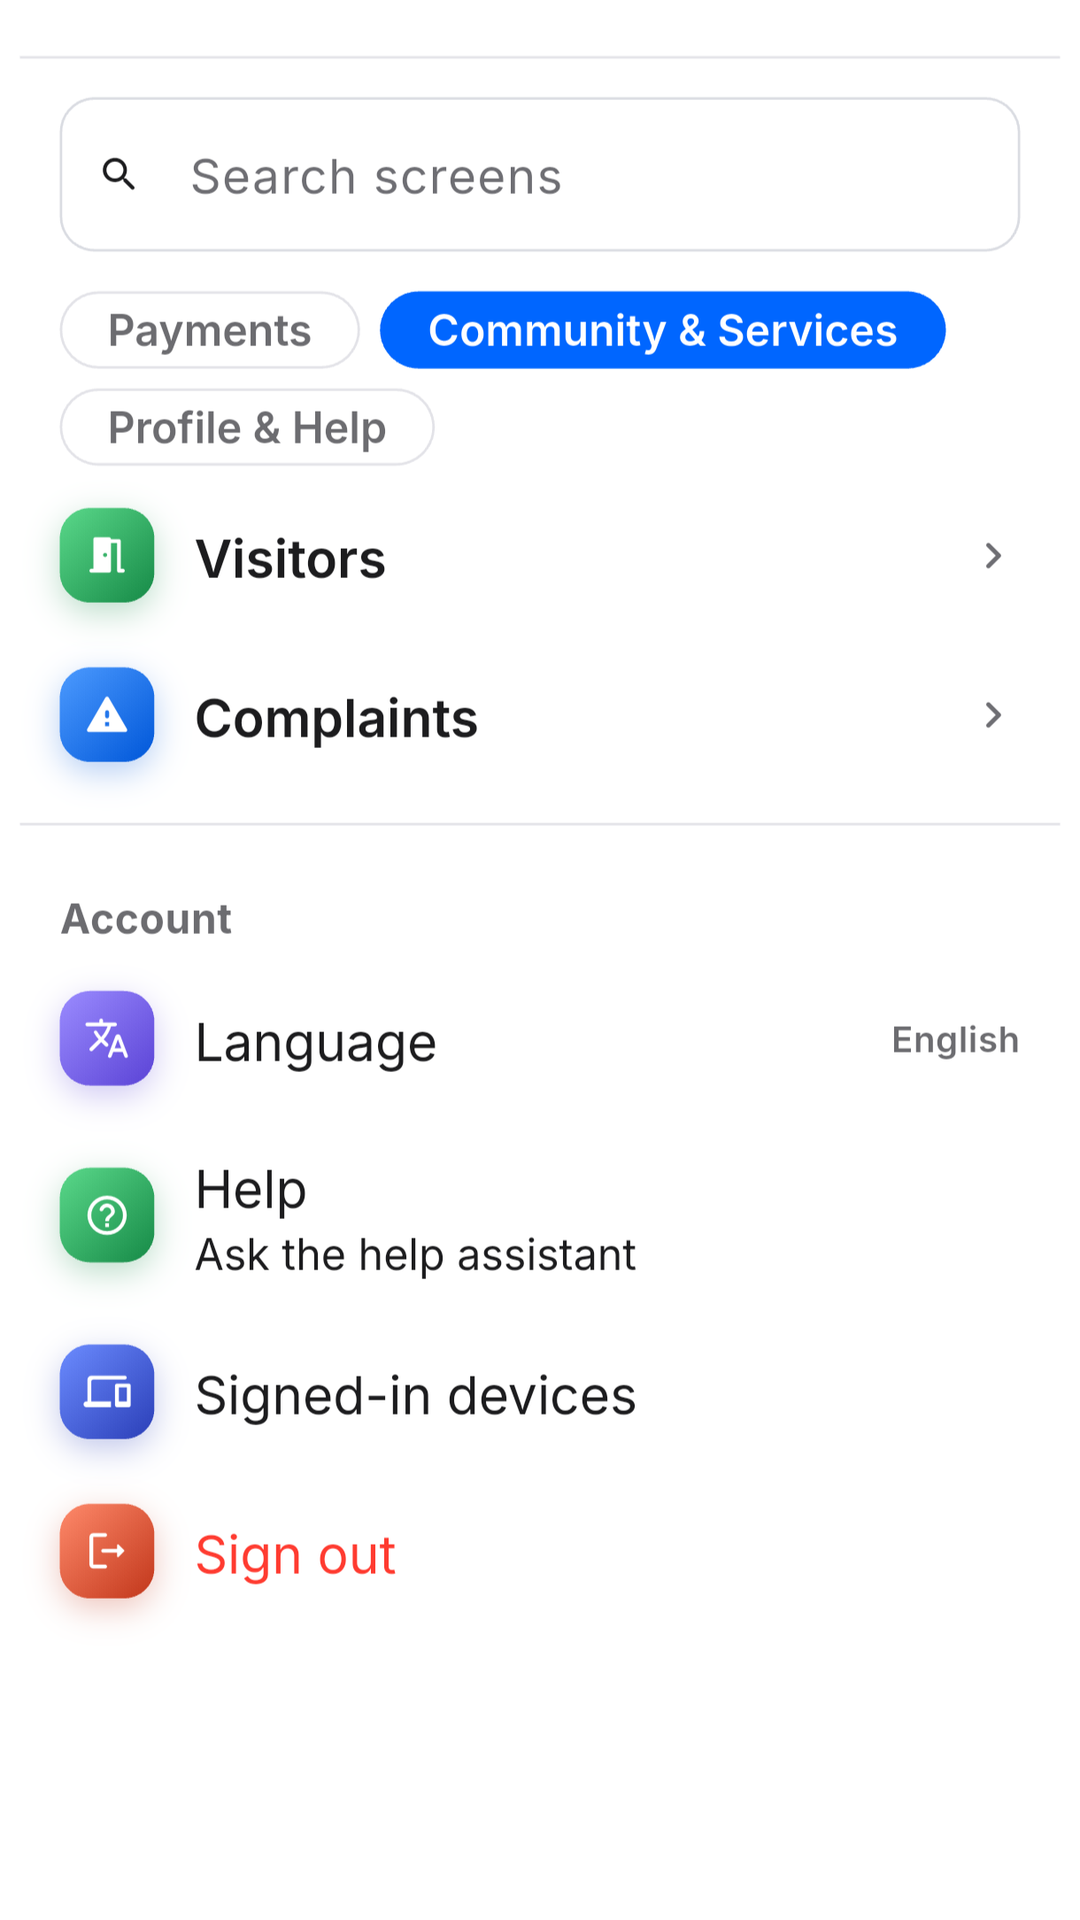 Search screens
Payments
Community & Services
Profile & Help
Visitors
Complaints
Account
Language
English
Help
Ask the help assistant
Signed-in devices
Sign out